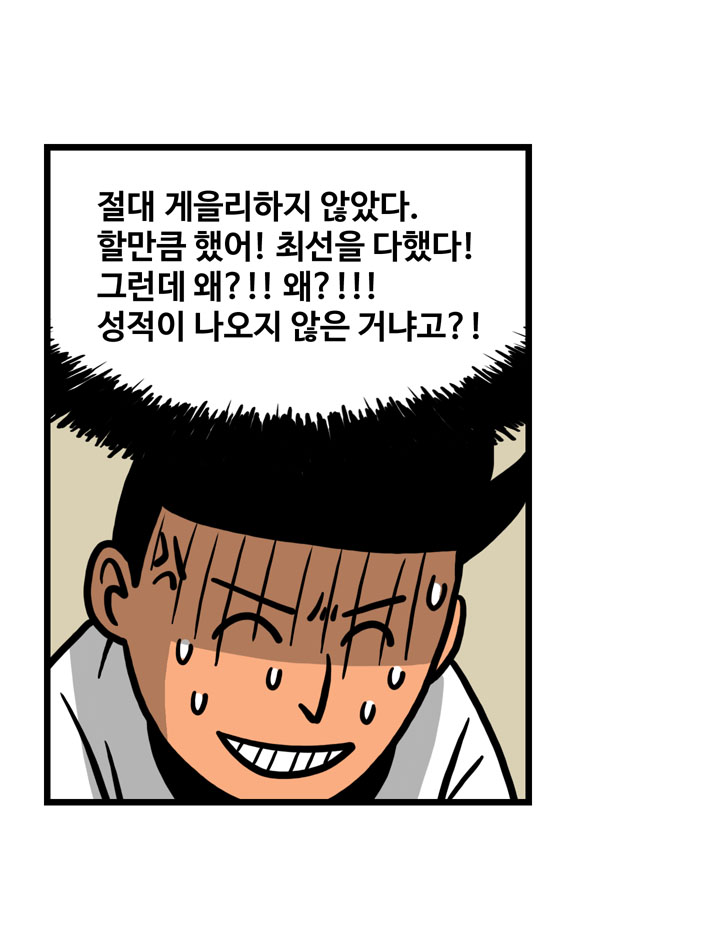 절대 게을리하지 않았다.
할만큼 했어! 최선을 다했다!
그런데 왜?!! 왜?!!!
성적이 나오지 않은 거냐고?!